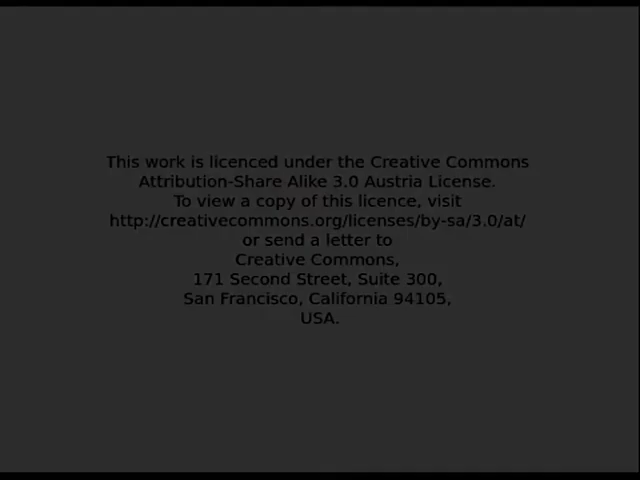 This work is licenced under the Creative Commons
Attribution-Share Alike 3.0 Austria License.
To view a copy of this licence, visit
http://creativecommons.org/licenses/by-sa/3.0/at/
or send a letter to
Creative Commons,
171 Second Street, Suite 300,
San Francisco, California 94105,
USA.